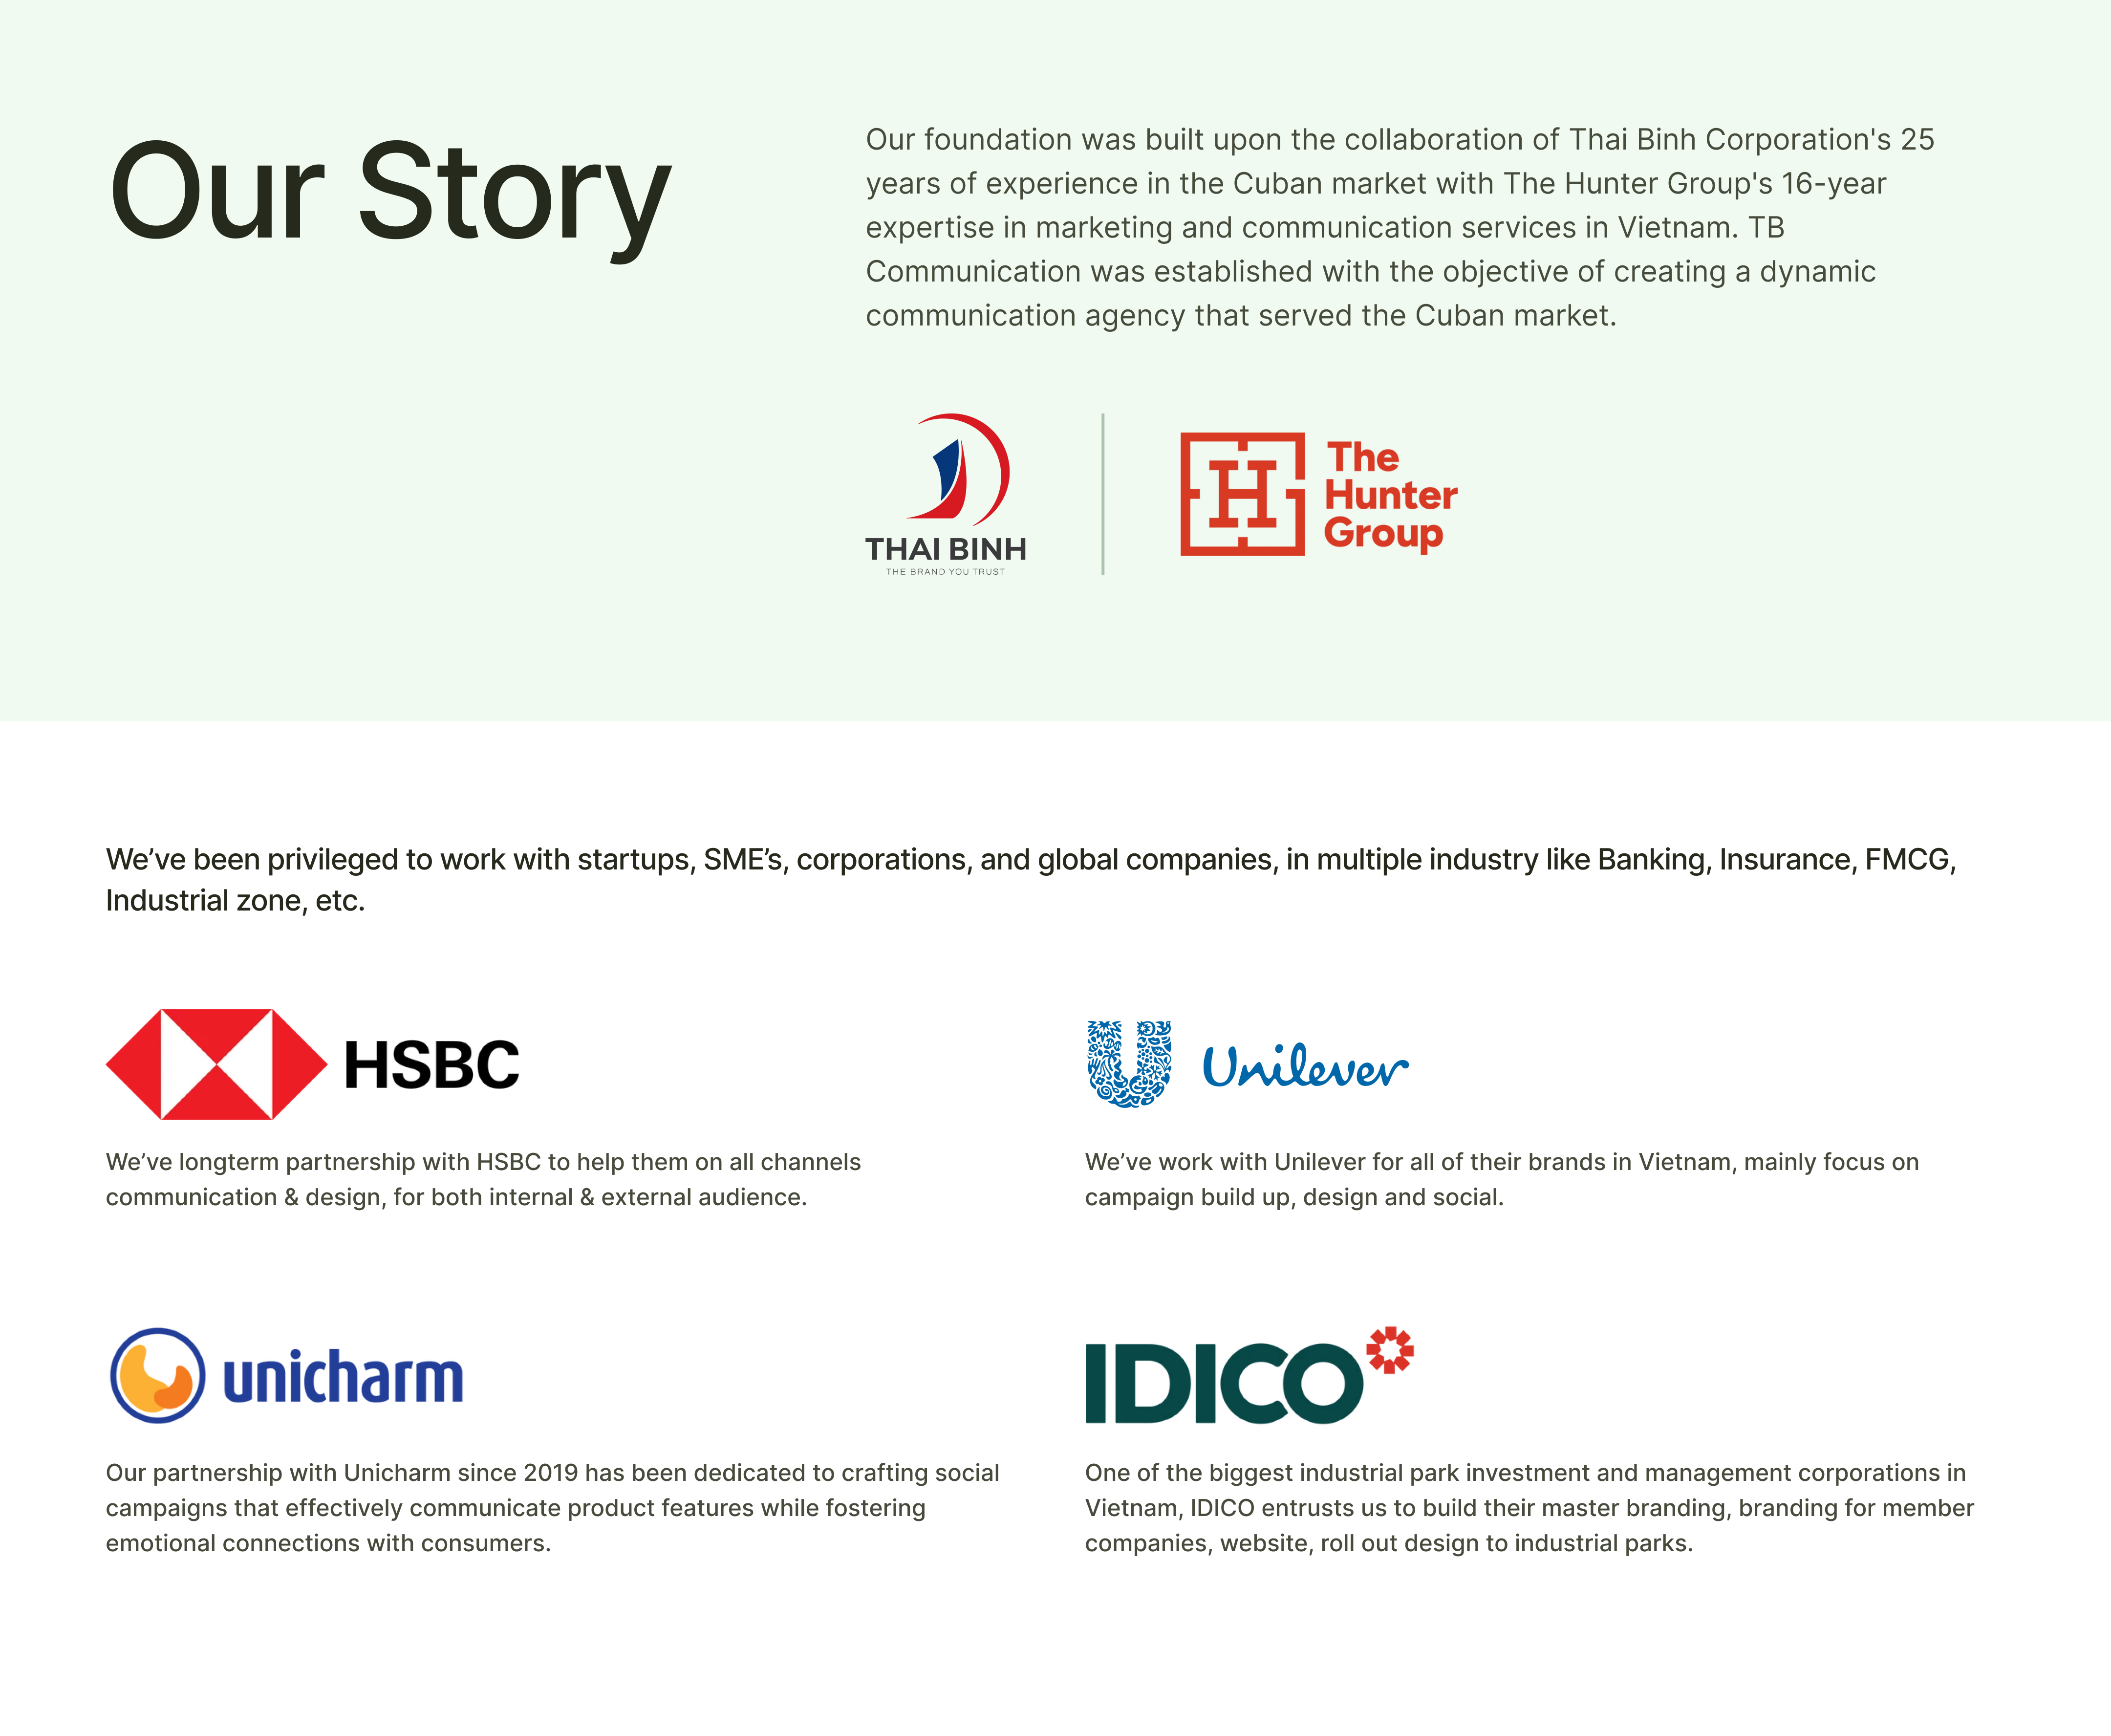 Our Story
Our foundation was built upon the collaboration of Thai Binh Corporation's 25
years of experience in the Cuban market with The Hunter Group's 16-year
expertise in marketing and communication services in Vietnam. TB
Communication was established with the objective of creating a dynamic
communication agency that served the Cuban market.
THAI BINH
THE BRAND YOU TRUST
H
The
Hunter
Group
We’ve been privileged to work with startups, SME’s, corporations, and global companies, in multiple industry like Banking, Insurance, FMCG,
Industrial zone, etc.
HSBC
We’ve longterm partnership with HSBC to help them on all channels
communication & design, for both internal & external audience.
Unilever
We’ve work with Unilever for all of their brands in Vietnam, mainly focus on
campaign build up, design and social.
unicharm
Our partnership with Unicharm since 2019 has been dedicated to crafting social
campaigns that effectively communicate product features while fostering
emotional connections with consumers.
IDICO
One of the biggest industrial park investment and management corporations in
Vietnam, IDICO entrusts us to build their master branding, branding for member
companies, website, roll out design to industrial parks.